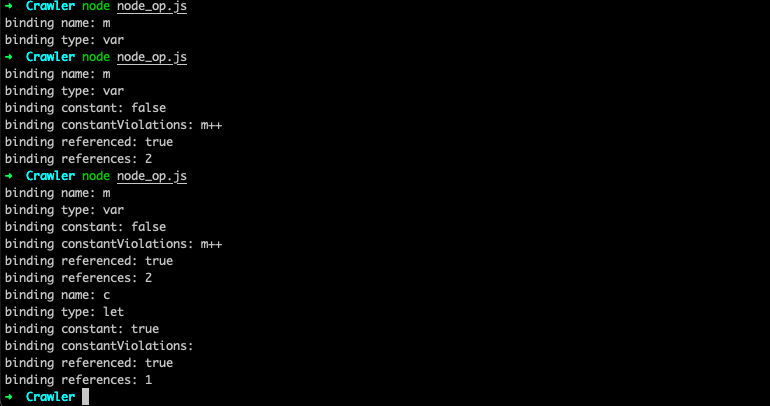 ➜  Crawler node node_op.js
binding name: m
binding type: var
➜  Crawler node node_op.js
binding name: m
binding type: var
binding constant: false
binding constantViolations: m++
binding referenced: true
binding references: 2
➜  Crawler node node_op.js
binding name: m
binding type: var
binding constant: false
binding constantViolations: m++
binding referenced: true
binding references: 2
binding name: c
binding type: let
binding constant: true
binding constantViolations:
binding referenced: true
binding references: 1
➜  Crawler